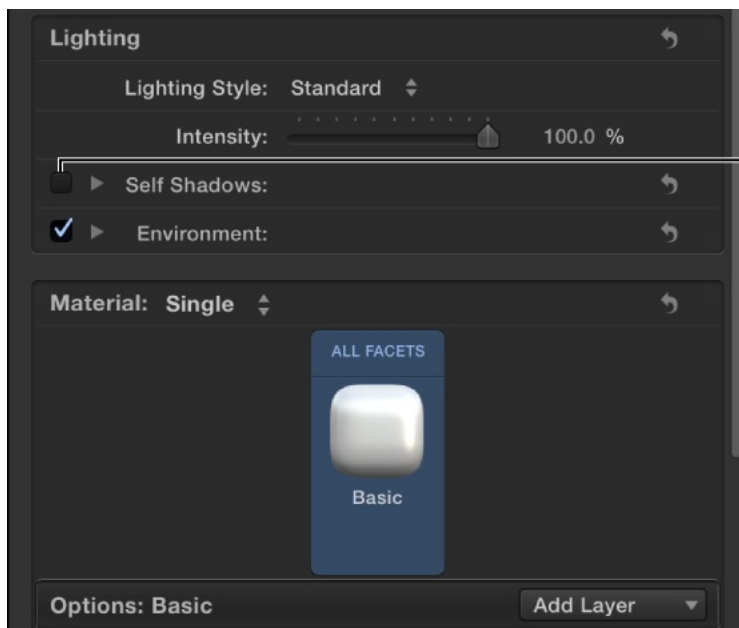 Lighting
Lighting Style: Standard
Intensity: 100.0 %
Self Shadows:
Environment:
Material: Single
ALL FACETS
Basic
Options: Basic Add Layer